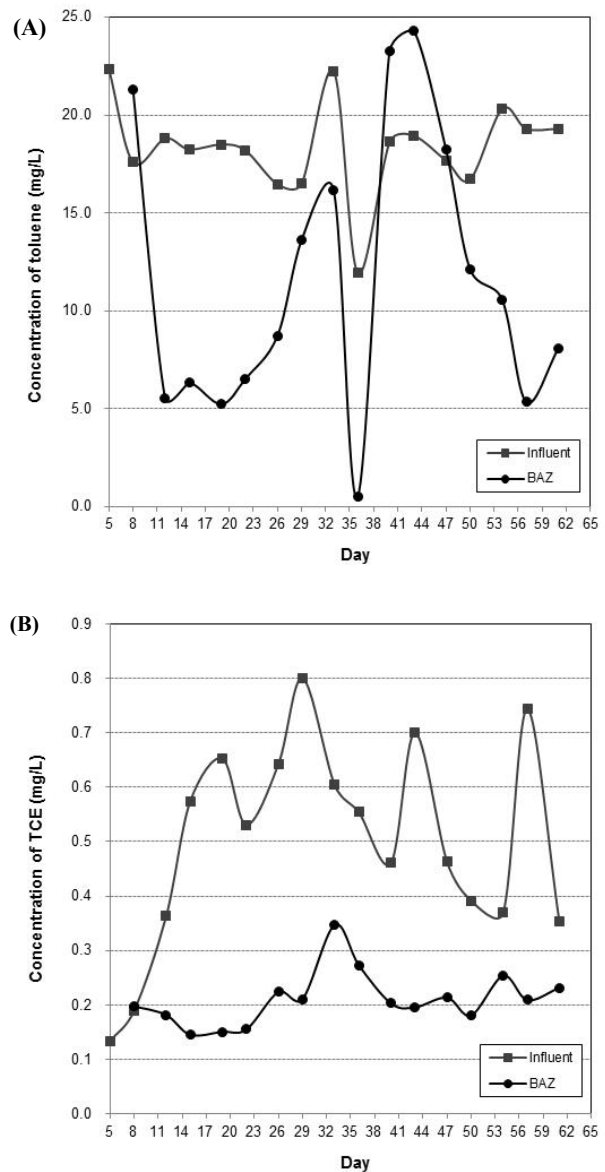 (A)
25.0
20.0
15.0
10.0
5.0
0.0
Concentration of toluene (mg/L)
Influent
BAZ
5 8 11 14 17 20 23 26 29 32 35 38 41 44 47 50 53 56 59 62 65
Day
(B)
0.9
0.8
0.7
0.6
0.5
0.4
0.3
0.2
0.1
0.0
Concentration of TCE (mg/L)
Influent
BAZ
5 8 11 14 17 20 23 26 29 32 35 38 41 44 47 50 53 56 59 62 65
Day